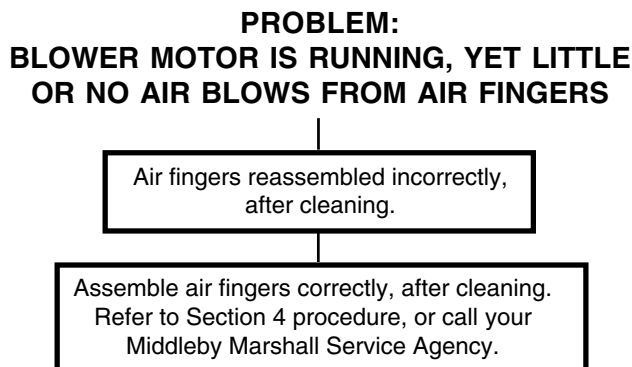 PROBLEM:
BLOWER MOTOR IS RUNNING, YET LITTLE
OR NO AIR BLOWS FROM AIR FINGERS
Air fingers reassembled incorrectly,
after cleaning.
Assemble air fingers correctly, after cleaning.
Refer to Section 4 procedure, or call your
Middleby Marshall Service Agency.